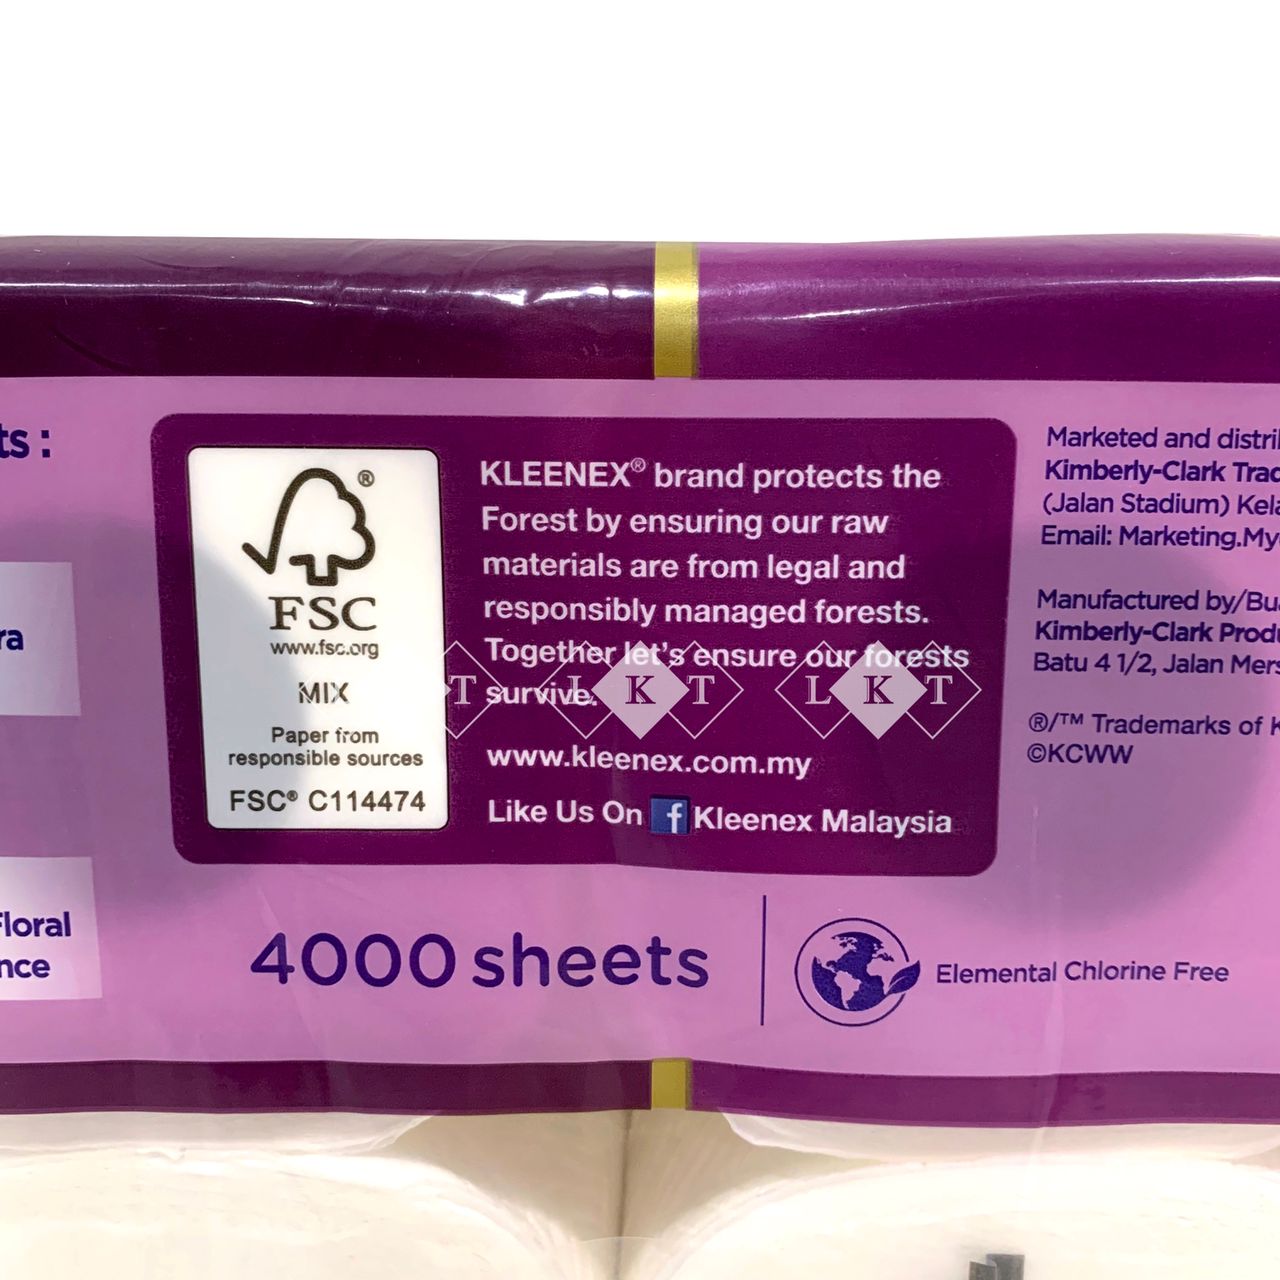 ts :
ra
Floral
nce
®
FSC
www.fsc.org
MIX
Paper from
responsible sources
FSC® C114474
KLEENEX® brand protects the
Forest by ensuring our raw
materials are from legal and
responsibly managed forests.
Together let's ensure our forests
survive.
www.kleenex.com.my
Like Us On f Kleenex Malaysia
T L K T L K T
4000 sheets
Elemental Chlorine Free
Marketed and distri
Kimberly-Clark Trad
(Jalan Stadium) Kela
Email: Marketing.My
Manufactured by/Bu
Kimberly-Clark Produ
Batu 4 1/2, Jalan Mers
®/™ Trademarks of K
©KCWW